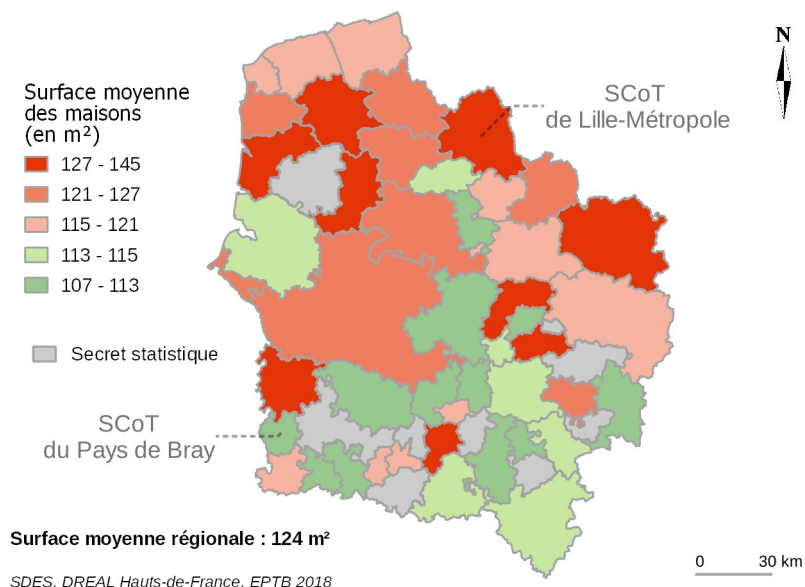 N
Surface moyenne
des maisons
(en m²)
127 - 145
121 - 127
115 - 121
113 - 115
107 - 113
Secret statistique
SCoT
de Lille-Métropole
SCoT
du Pays de Bray
Surface moyenne régionale : 124 m²
0 30 km
SDES, DREAL Hauts-de-France, EPTB 2018